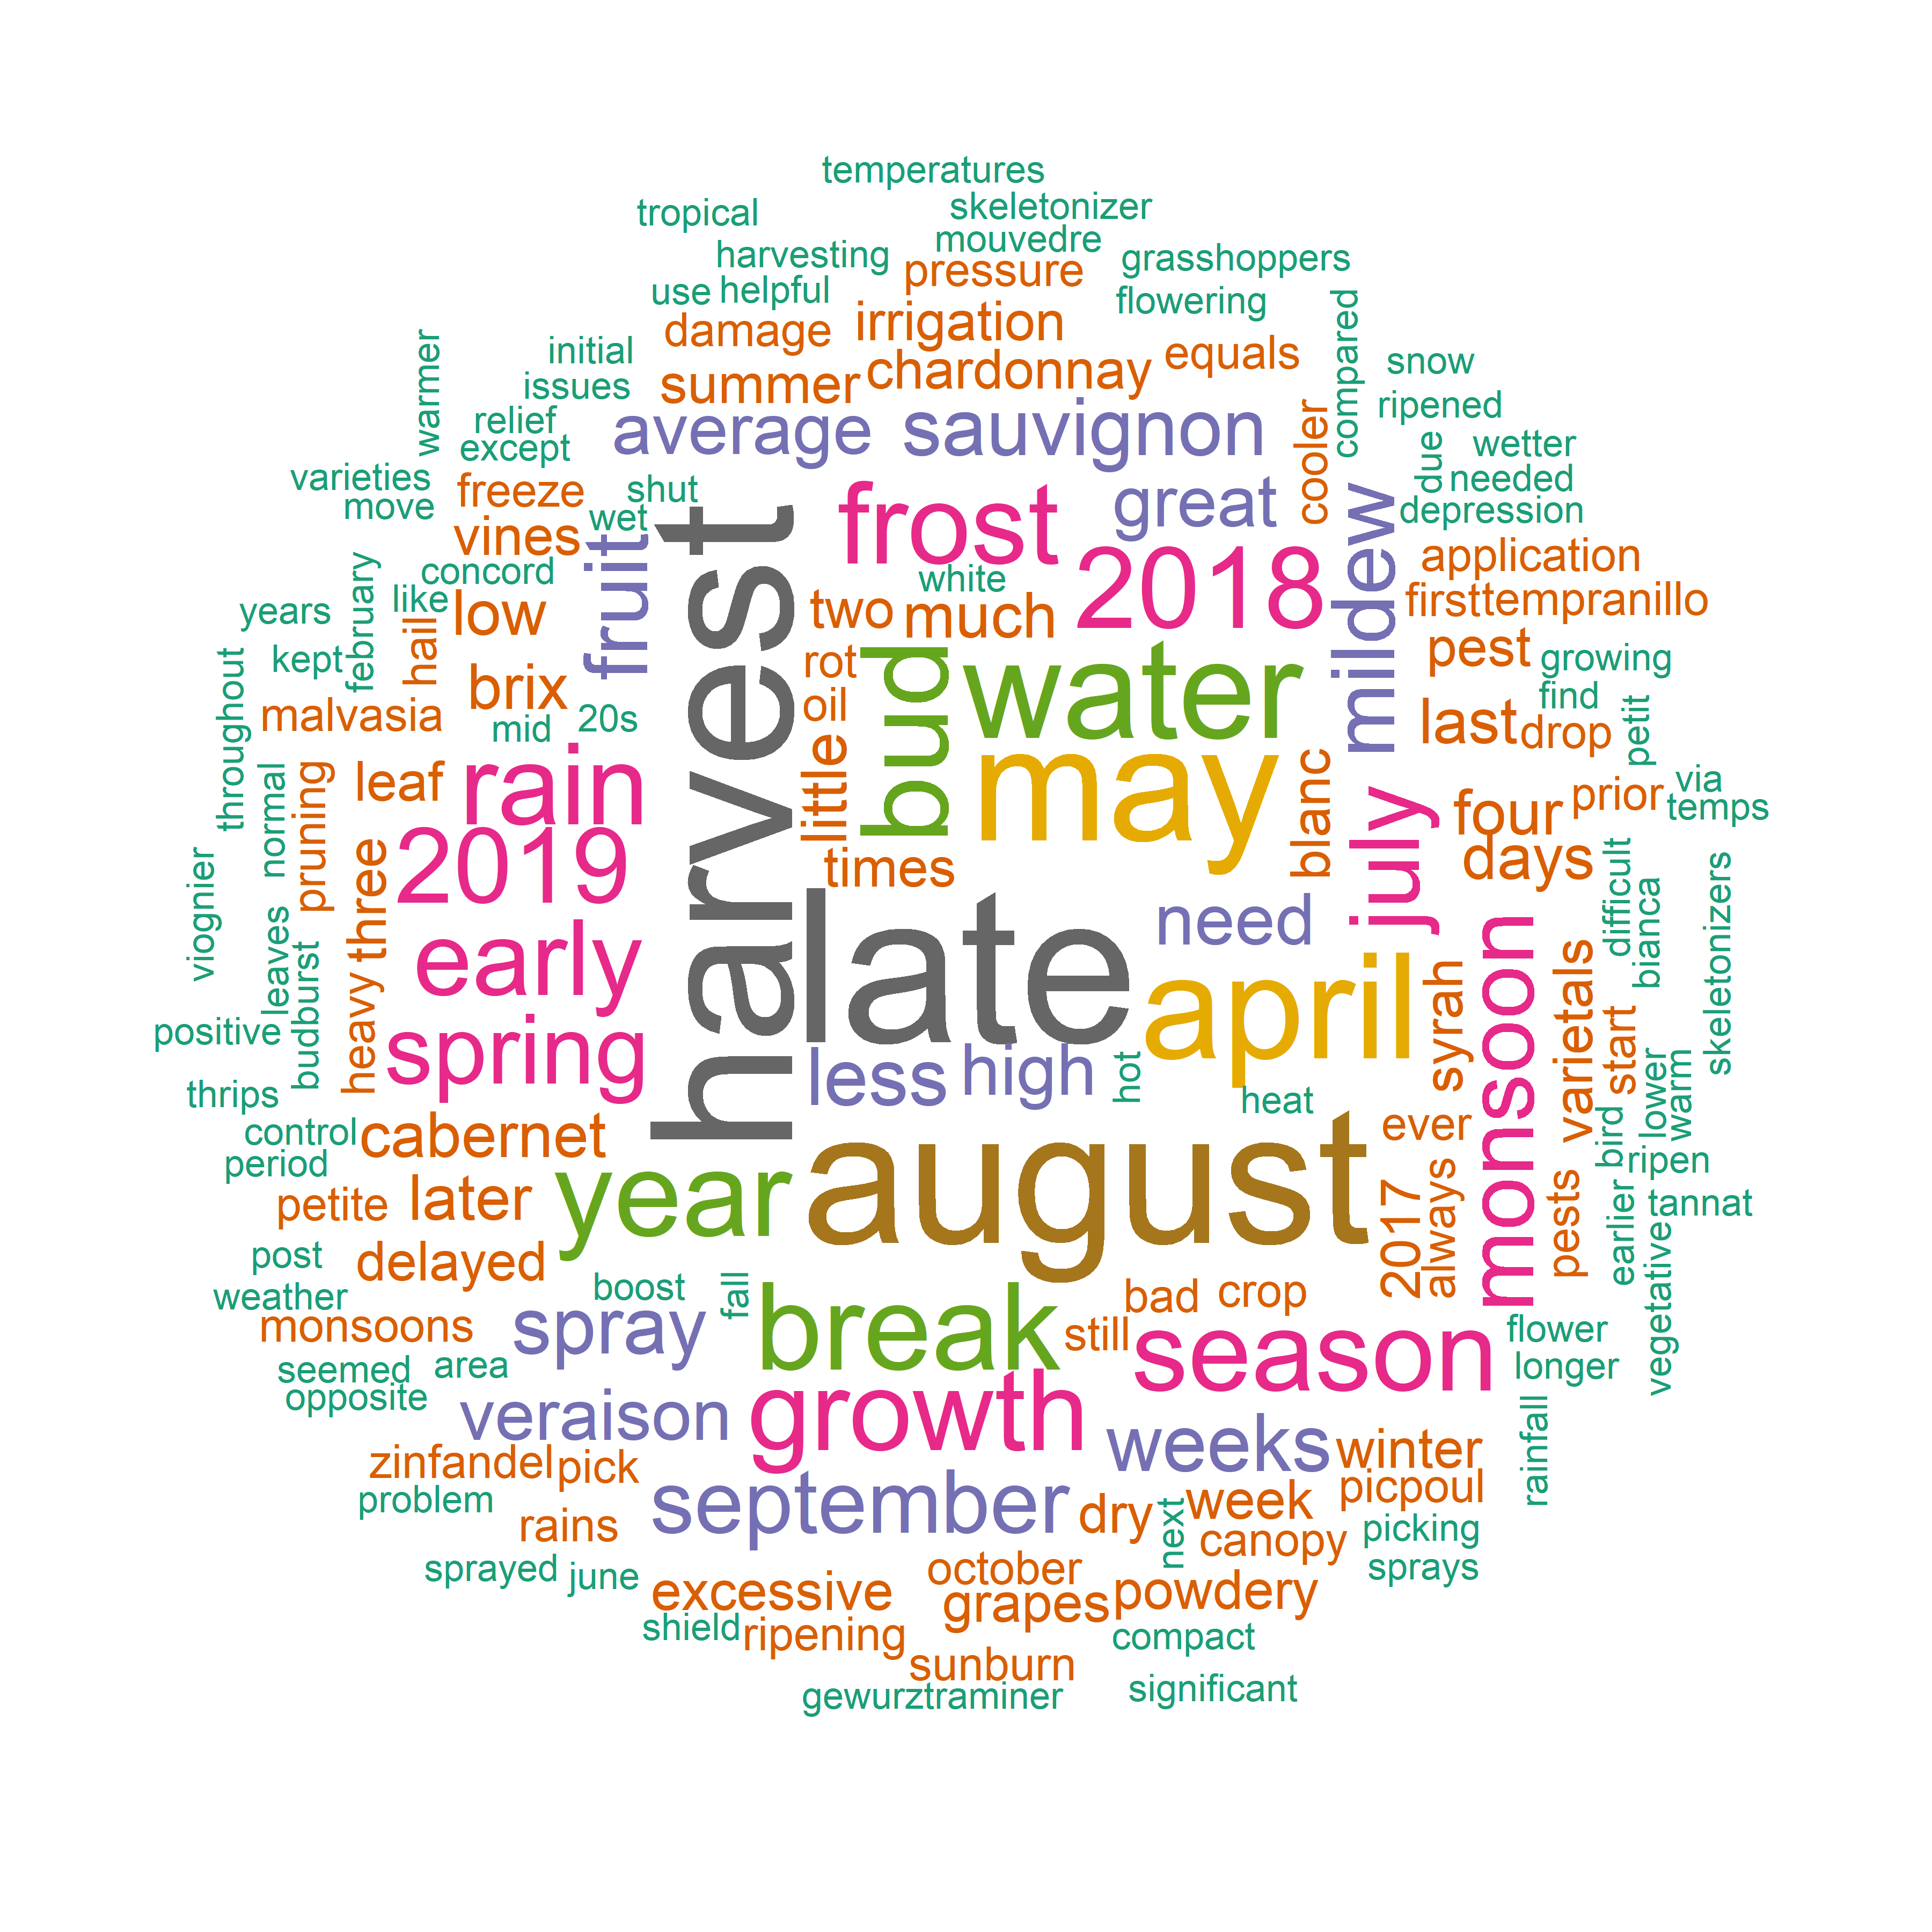 temperatures
tropical
skeletonizer
mouvedre
harvesting
grasshoppers
pressure
use
helpful
flowering
compared
damage
irrigation
warmer
initial
equals
snow
chardonnay
issues
summer
ripened
relief
average
sauvignon
cooler
except
due
wetter
varieties
freeze
shut
great
mildew
needed
move
wet
frost
depression
vines
fruit
harvest
2018
application
february
concord
white
years
like
low
two
much
first
tempranillo
hail
kept
rot
bud
water
pest
growing
throughout
brix
oil
find
malvasia
mid
20s
last
drop
petit
normal
pruning
leaf
rain
little
may
blanc
july
four
prior
via
temps
2019
three
times
days
difficult
viognier
leaves
early
late
need
monsoon
varietals
bianca
skeletonizers
budburst
heavy
april
syrah
positive
spring
start
less
high
hot
heat
lower
warm
thrips
control
cabernet
ever
bird
period
ripen
petite
later
year
august
2017
always
pests
earlier
tannat
vegetative
post
delayed
weather
boost
fall
bad
crop
monsoons
spray
break
still
season
flower
seemed
area
longer
opposite
veraison
growth
weeks
winter
rainfall
zinfandel
pick
problem
september
dry
next
week
picpoul
rains
canopy
picking
sprayed
june
october
sprays
excessive
grapes
powdery
shield
ripening
compact
sunburn
gewurztraminer
significant